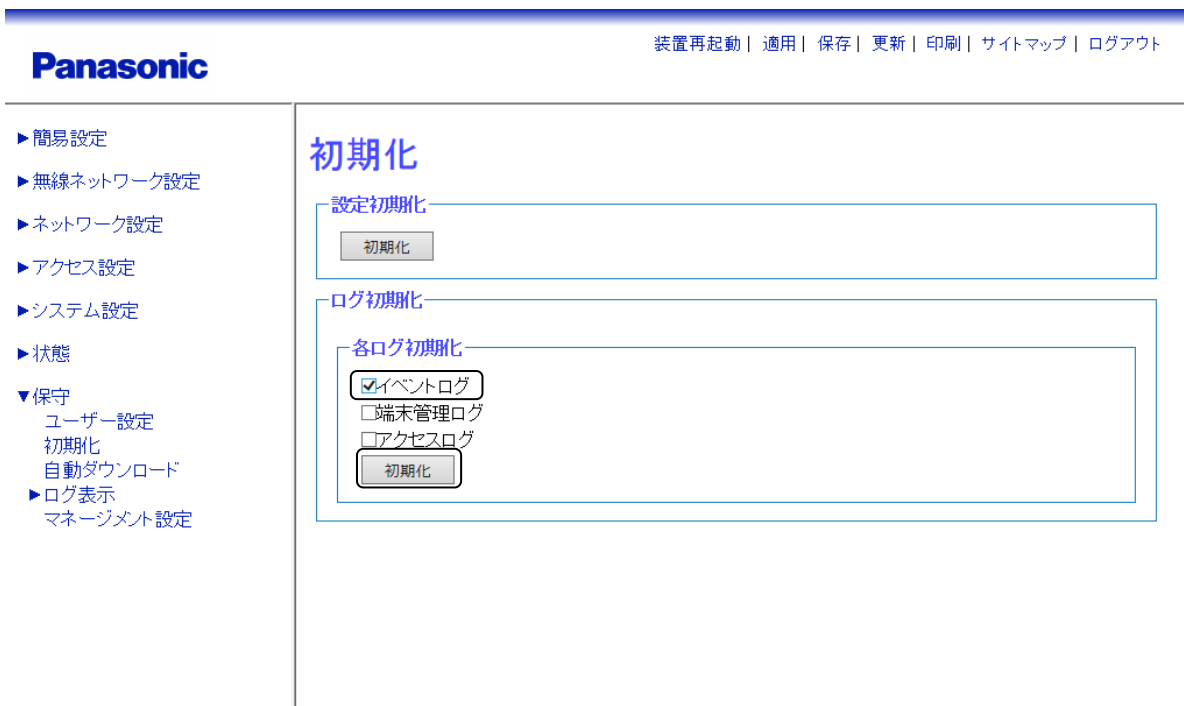 Panasonic
装置再起動 | 適用 | 保存 | 更新 | 印刷 | サイトマップ | ログアウト
▶簡易設定
▶無線ネットワーク設定
▶ネットワーク設定
▶アクセス設定
▶システム設定
▶状態
▼保守
ユーザー設定
初期化
自動ダウンロード
▶ログ表示
マネージメント設定
初期化
設定初期化
初期化
ログ初期化
各ログ初期化
イベントログ
端末管理ログ
アクセスログ
初期化